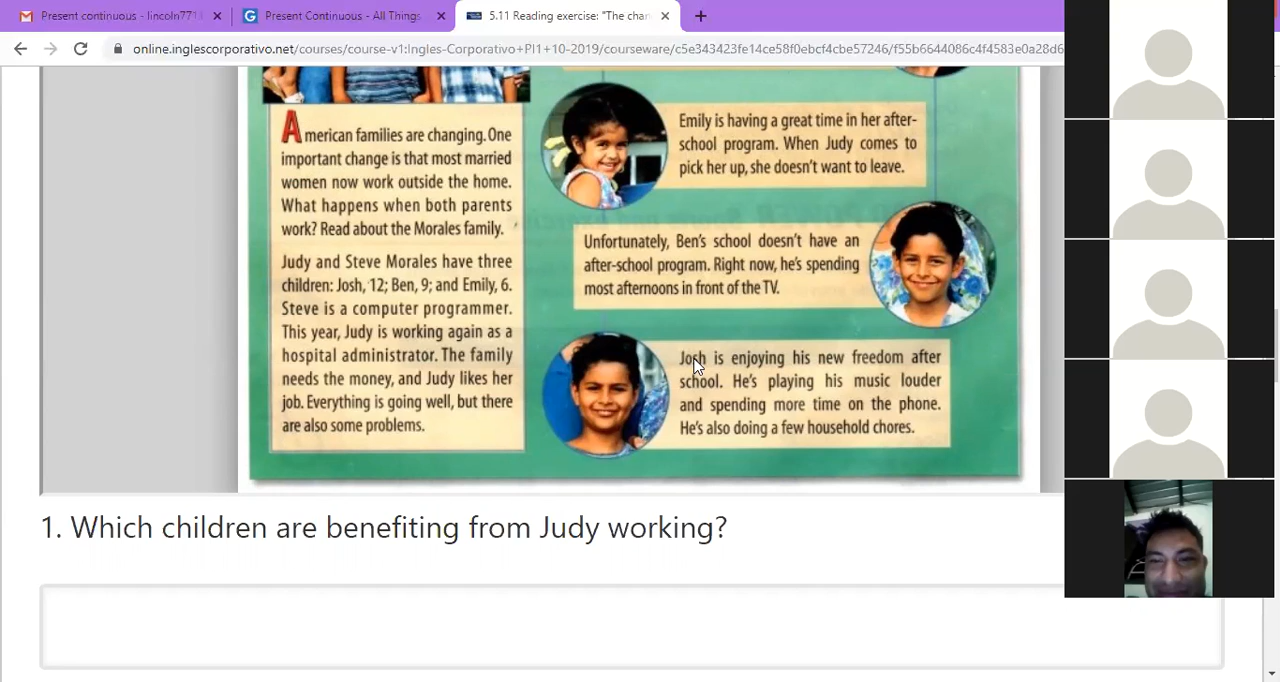 Present continuous - lincoln771
Present Continuous - All Things
5.11 Reading exercise: "The chan
online.inglescorporativo.net/courses/course-v1:Ingles-Corporativo+PI1+10-2019/courseware/c5e343423fe14ce58f0ebcf4cbe57246/f55b6644086c4f4583e0a28d6
American families are changing. One
important change is that most married
women now work outside the home.
What happens when both parents
work? Read about the Morales family.
Judy and Steve Morales have three
children: Josh, 12; Ben, 9; and Emily, 6.
Steve is a computer programmer.
This year, Judy is working again as a
hospital administrator. The family
needs the money, and Judy likes her
job. Everything is going well, but there
are also some problems.
Emily is having a great time in her after-
school program. When Judy comes to
pick her up, she doesn't want to leave.
Unfortunately, Ben's school doesn't have an
after-school program. Right now, he's spending
most afternoons in front of the TV.
Josh is enjoying his new freedom after
school. He's playing his music louder
and spending more time on the phone.
He's also doing a few household chores.
1. Which children are benefiting from Judy working?